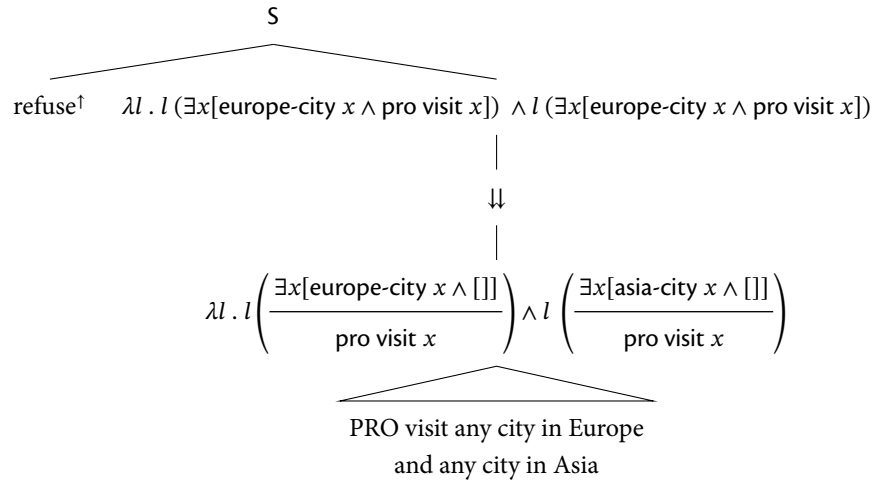 S
refuse↑ λl . l (∃x[europe-city x ∧ pro visit x]) ∧ l (∃x[europe-city x ∧ pro visit x])
⇊
λl . l(∃x[europe-city x ∧ []] / pro visit x) ∧ l (∃x[asia-city x ∧ []] / pro visit x)
PRO visit any city in Europe
and any city in Asia